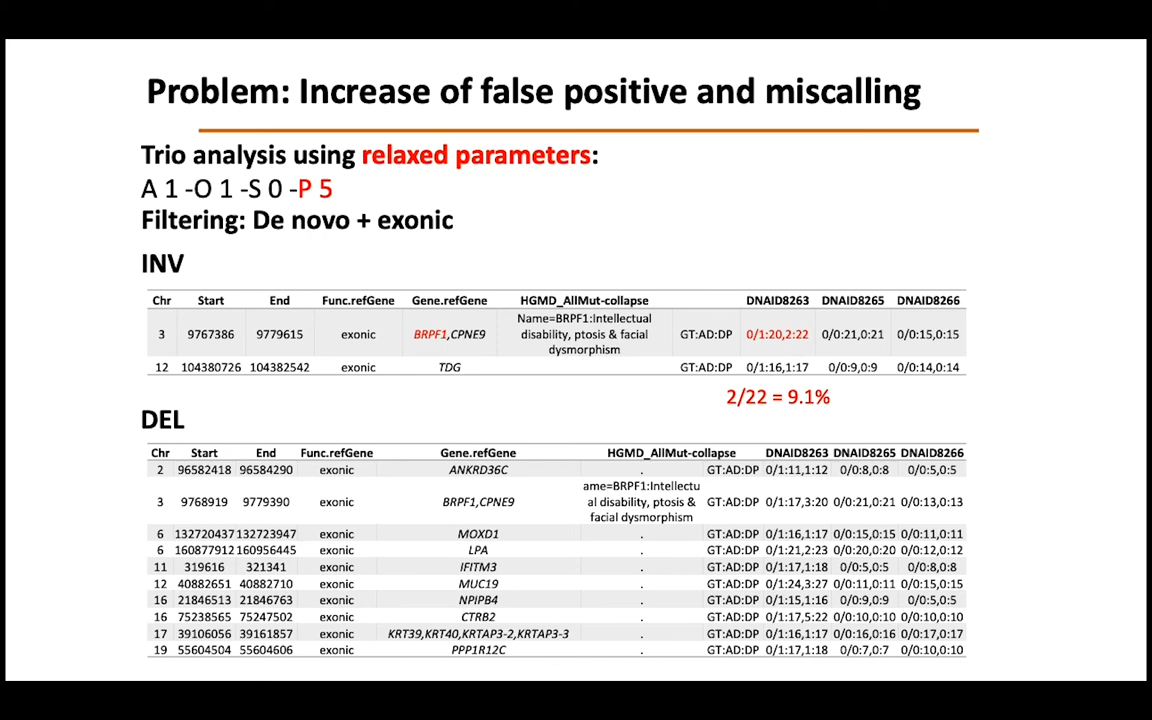 Problem: Increase of false positive and miscalling
Trio analysis using relaxed parameters:
A 1 -O 1 -S 0 -P 5
Filtering: De novo + exonic
INV
Chr Start End Func.refGene Gene.refGene HGMD_AllMut-collapse DNAID8263 DNAID8265 DNAID8266
3 9767386 9779615 exonic BRPF1,CPNE9 Name=BRPF1:Intellectual disability, ptosis & facial dysmorphism GT:AD:DP 0/1:20,2:22 0/0:21,0:21 0/0:15,0:15
12 104380726 104382542 exonic TDG GT:AD:DP 0/1:16,1:17 0/0:9,0:9 0/0:14,0:14
2/22 = 9.1%
DEL
Chr Start End Func.refGene Gene.refGene HGMD_AllMut-collapse DNAID8263 DNAID8265 DNAID8266
2 96582418 96584290 exonic ANKRD36C . GT:AD:DP 0/1:11,1:12 0/0:8,0:8 0/0:5,0:5
3 9768919 9779390 exonic BRPF1,CPNE9 ame=BRPF1:Intellectu al disability, ptosis & facial dysmorphism GT:AD:DP 0/1:17,3:20 0/0:21,0:21 0/0:13,0:13
6 132720437 132723947 exonic MOXD1 . GT:AD:DP 0/1:16,1:17 0/0:15,0:15 0/0:11,0:11
6 160877912 160956445 exonic LPA . GT:AD:DP 0/1:21,2:23 0/0:20,0:20 0/0:12,0:12
11 319616 321341 exonic IFITM3 . GT:AD:DP 0/1:17,1:18 0/0:5,0:5 0/0:8,0:8
12 40882651 40882710 exonic MUC19 . GT:AD:DP 0/1:24,3:27 0/0:11,0:11 0/0:15,0:15
16 21846513 21846763 exonic NPIPB4 . GT:AD:DP 0/1:15,1:16 0/0:9,0:9 0/0:5,0:5
16 75238565 75247502 exonic CTRB2 . GT:AD:DP 0/1:17,5:22 0/0:10,0:10 0/0:10,0:10
17 39106056 39161857 exonic KRT39,KRT40,KRTAP3-2,KRTAP3-3 . GT:AD:DP 0/1:16,1:17 0/0:16,0:16 0/0:17,0:17
19 55604504 55604606 exonic PPP1R12C . GT:AD:DP 0/1:17,1:18 0/0:7,0:7 0/0:10,0:10